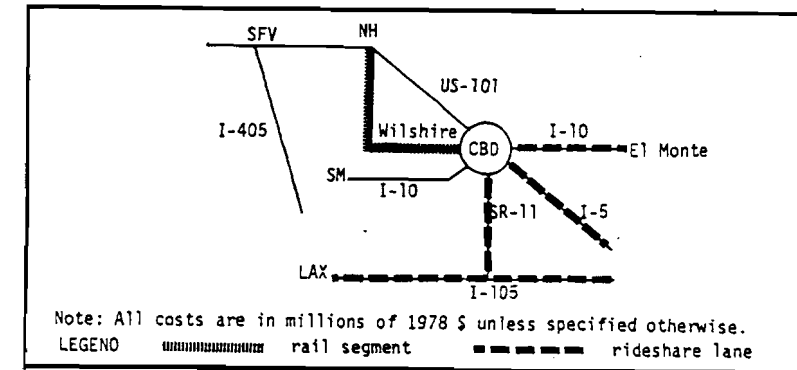 SFV
NH
US-101
I-405
Wilshire
CBD
I-10
El Monte
SM
I-10
SR-11
I-5
LAX
I-105
Note: All costs are in millions of 1978 $ unless specified otherwise.
LEGEND rail segment rideshare lane